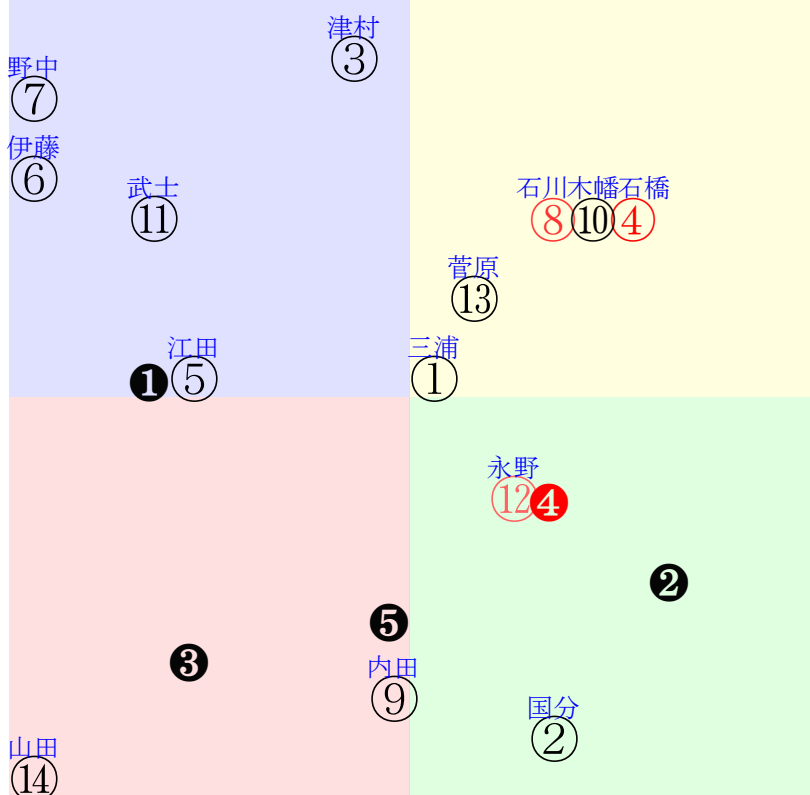 津村
③
野中
⑦
伊藤
⑥
武士
⑪
石川木幡石橋
⑧⑩④
菅原
⑬
江田
❶⑤
三浦
①
永野
⑫❹
❷
❺
❸
内田
⑨
国分
②
山田
⑭